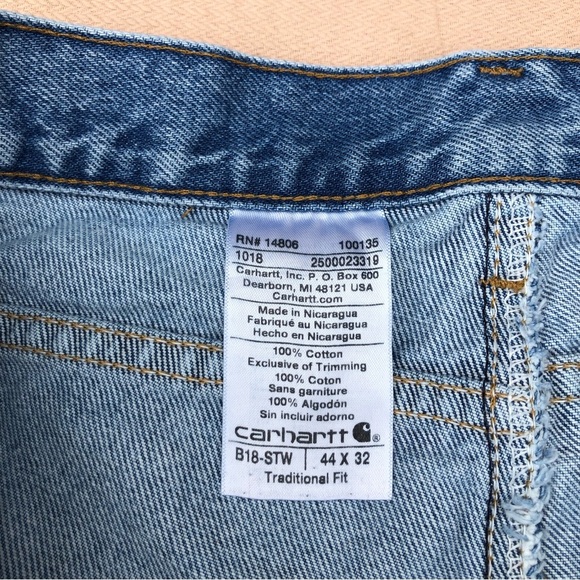 RN# 14806 100135
1018 2500023319
Carhartt, Inc. P. O. Box 600
Dearborn, MI 48121 USA
Carhartt.com
Made in Nicaragua
Fabriqué au Nicaragua
Hecho en Nicaragua
100% Cotton
Exclusive of Trimming
100% Coton
Sans garniture
100% Algodón
Sin incluir adorno
carhartt ®
B18-STW | 44 X 32
Traditional Fit